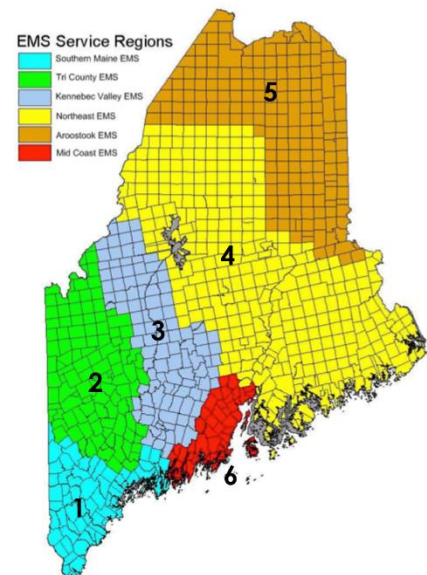 EMS Service Regions
Southern Maine EMS
Tri County EMS
Kennebec Valley EMS
Northeast EMS
Aroostook EMS
Mid Coast EMS
5
4
3
2
6
1